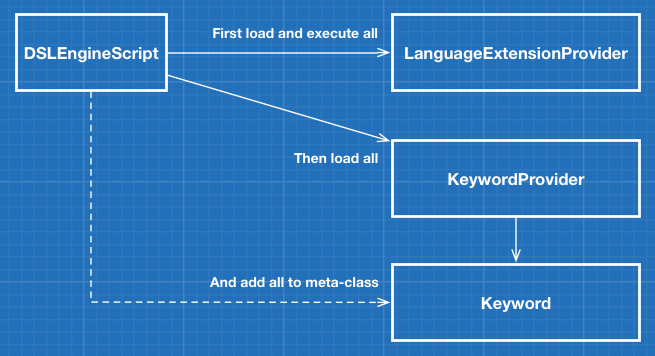 DSLEngineScript
First load and execute all
LanguageExtensionProvider
Then load all
KeywordProvider
And add all to meta-class
Keyword